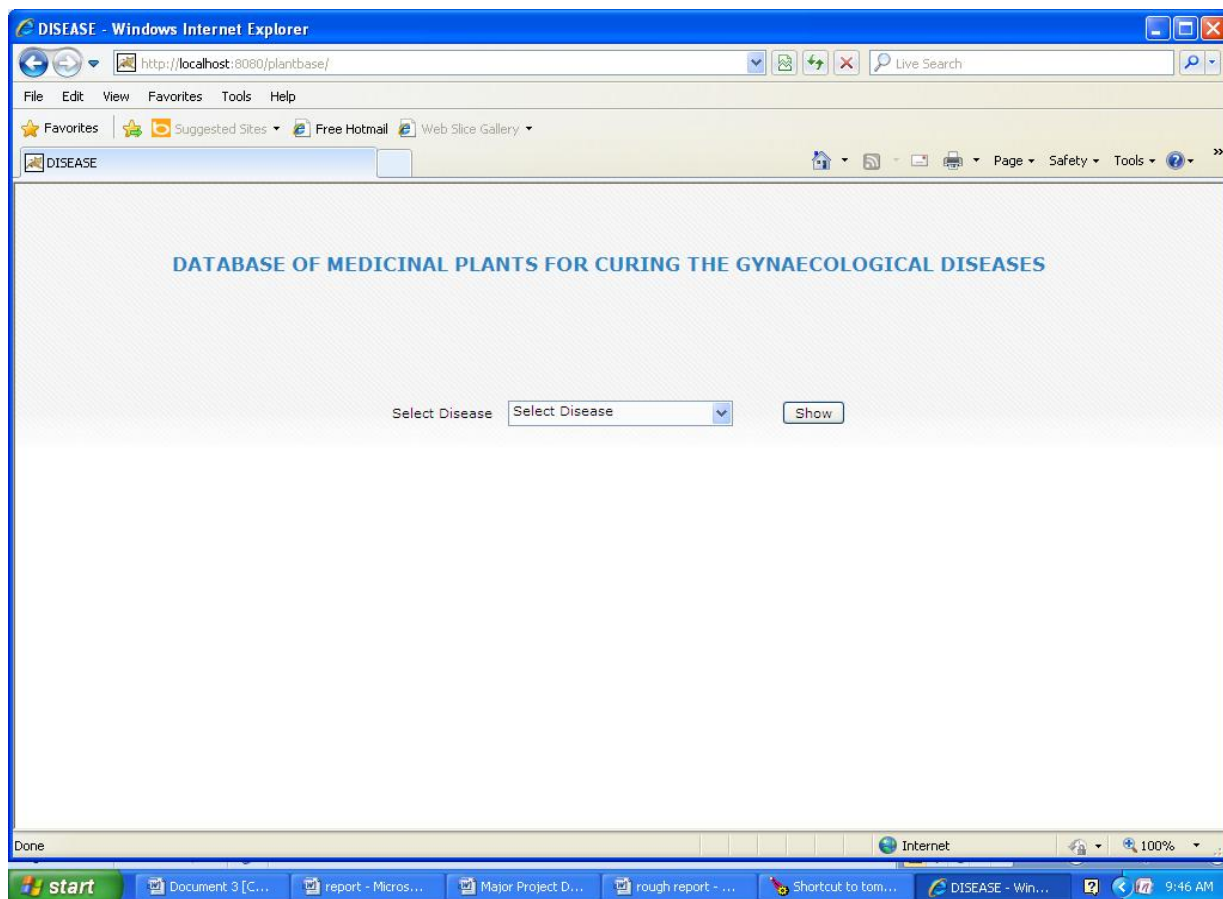 DISEASE - Windows Internet Explorer
http://localhost:8080/plantbase/
Live Search
File Edit View Favorites Tools Help
Favorites Suggested Sites Free Hotmail Web Slice Gallery
DISEASE Page Safety Tools »
DATABASE OF MEDICINAL PLANTS FOR CURING THE GYNAECOLOGICAL DISEASES
Select Disease Select Disease Show
Done Internet 100%
start Document 3 [C... report - Micros... Major Project D... rough report - ... Shortcut to tom... DISEASE - Win... 9:46 AM